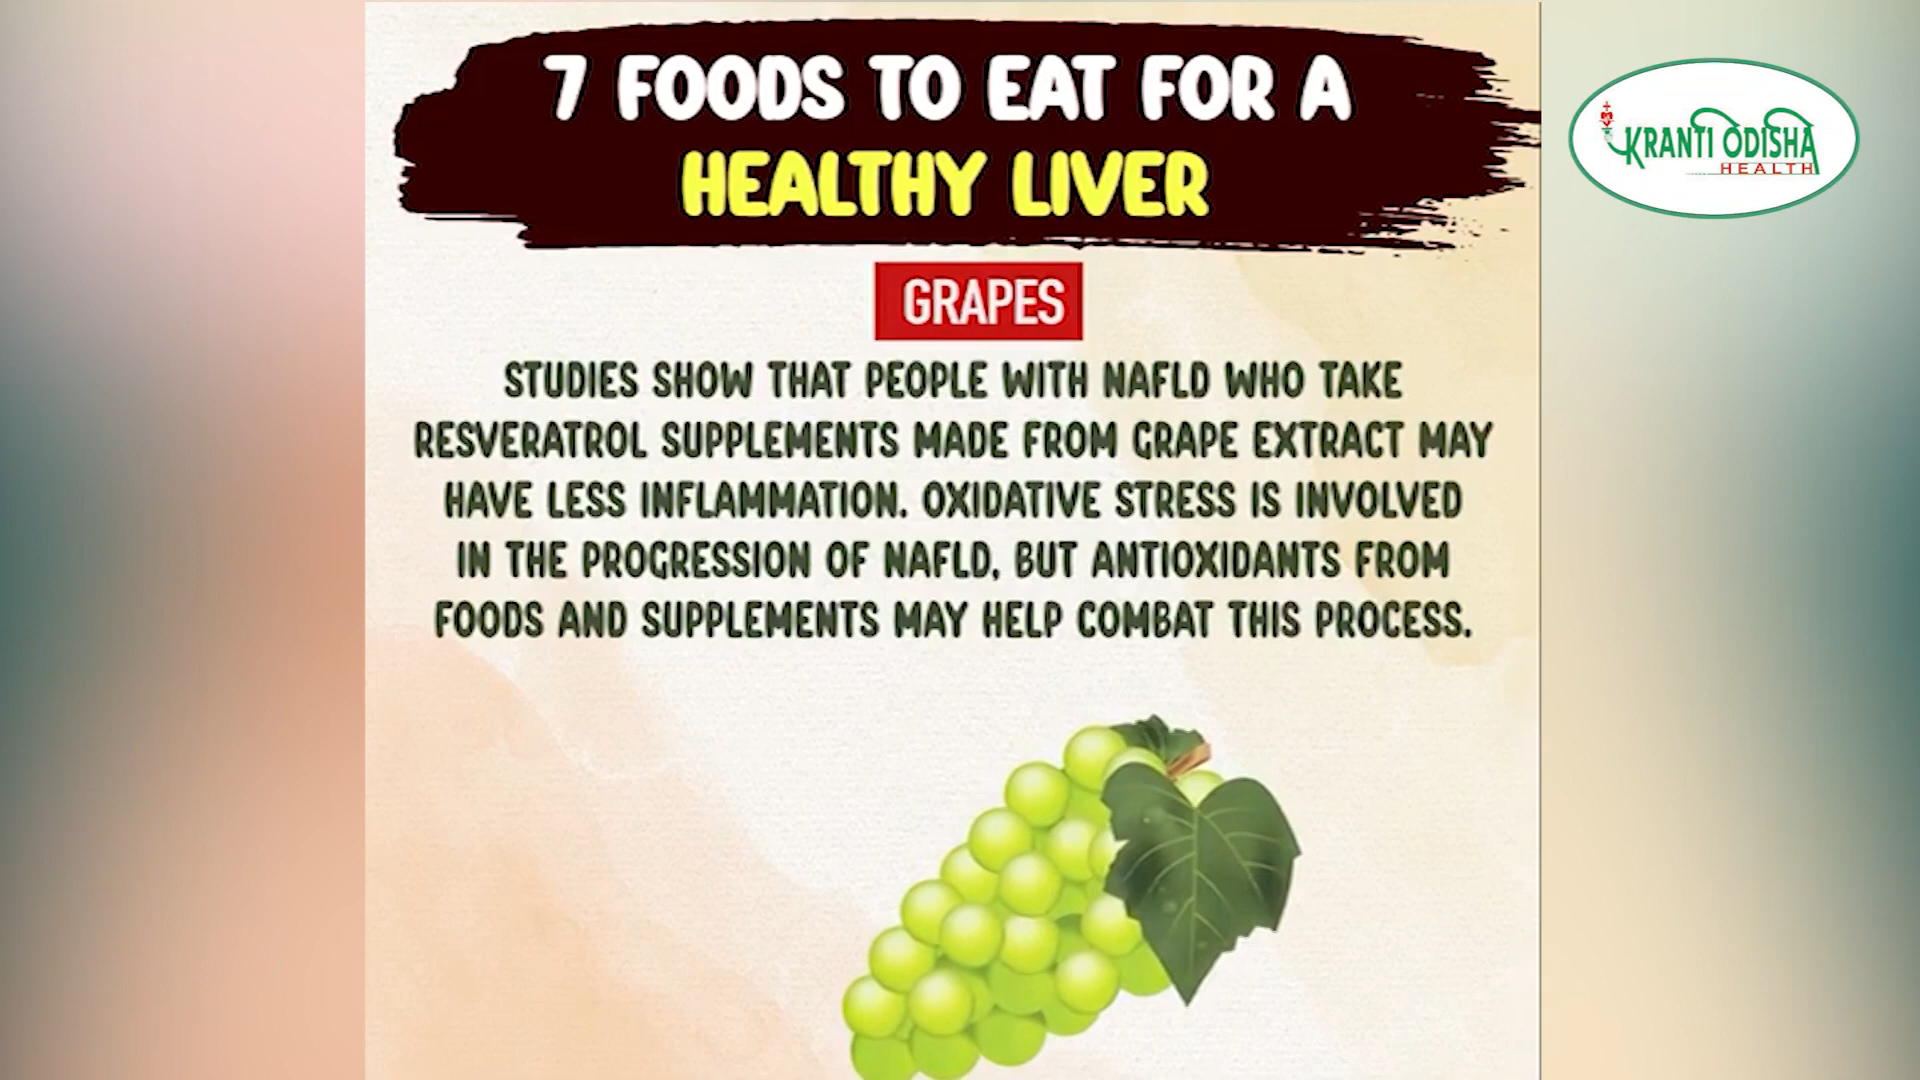 7 FOODS TO EAT FOR A
HEALTHY LIVER
KRANTI ODISHA
HEALTH
GRAPES
STUDIES SHOW THAT PEOPLE WITH NAFLD WHO TAKE
RESVERATROL SUPPLEMENTS MADE FROM GRAPE EXTRACT MAY
HAVE LESS INFLAMMATION. OXIDATIVE STRESS IS INVOLVED
IN THE PROGRESSION OF NAFLD, BUT ANTIOXIDANTS FROM
FOODS AND SUPPLEMENTS MAY HELP COMBAT THIS PROCESS.